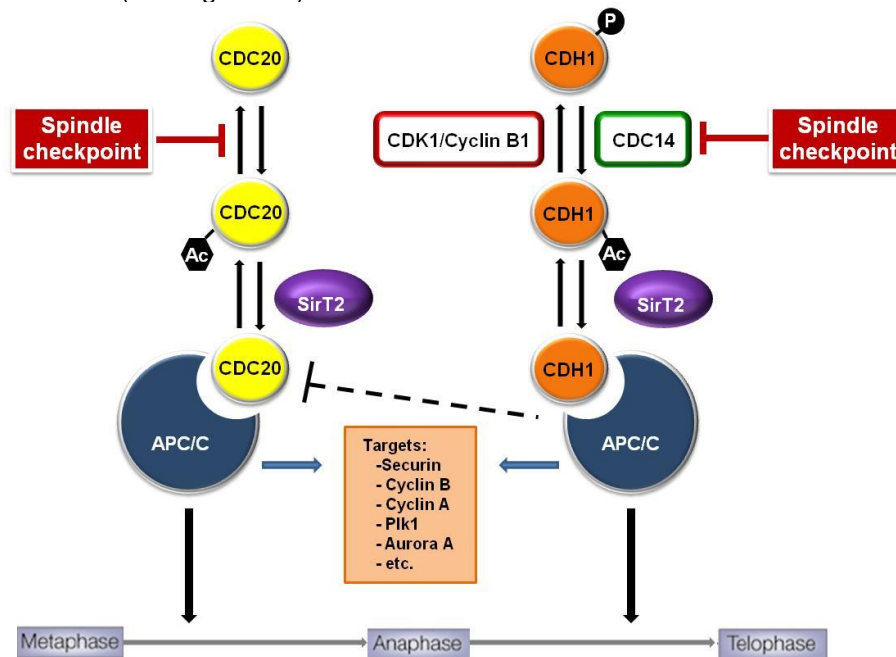 CDC20
P
CDH1
Spindle
checkpoint
CDK1/Cyclin B1
CDC14
Spindle
checkpoint
CDC20
Ac
CDH1
Ac
SirT2
SirT2
CDC20
CDH1
APC/C
APC/C
Targets:
-Securin
- Cyclin B
- Cyclin A
- Plk1
- Aurora A
- etc.
Metaphase
Anaphase
Telophase